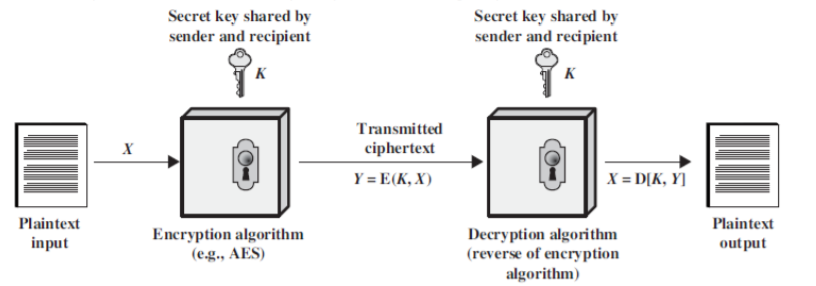 Secret key shared by
sender and recipient
K
Secret key shared by
sender and recipient
K
X
Transmitted
ciphertext
Y = E(K, X)
X = D[K, Y]
Plaintext
input
Encryption algorithm
(e.g., AES)
Decryption algorithm
(reverse of encryption
algorithm)
Plaintext
output